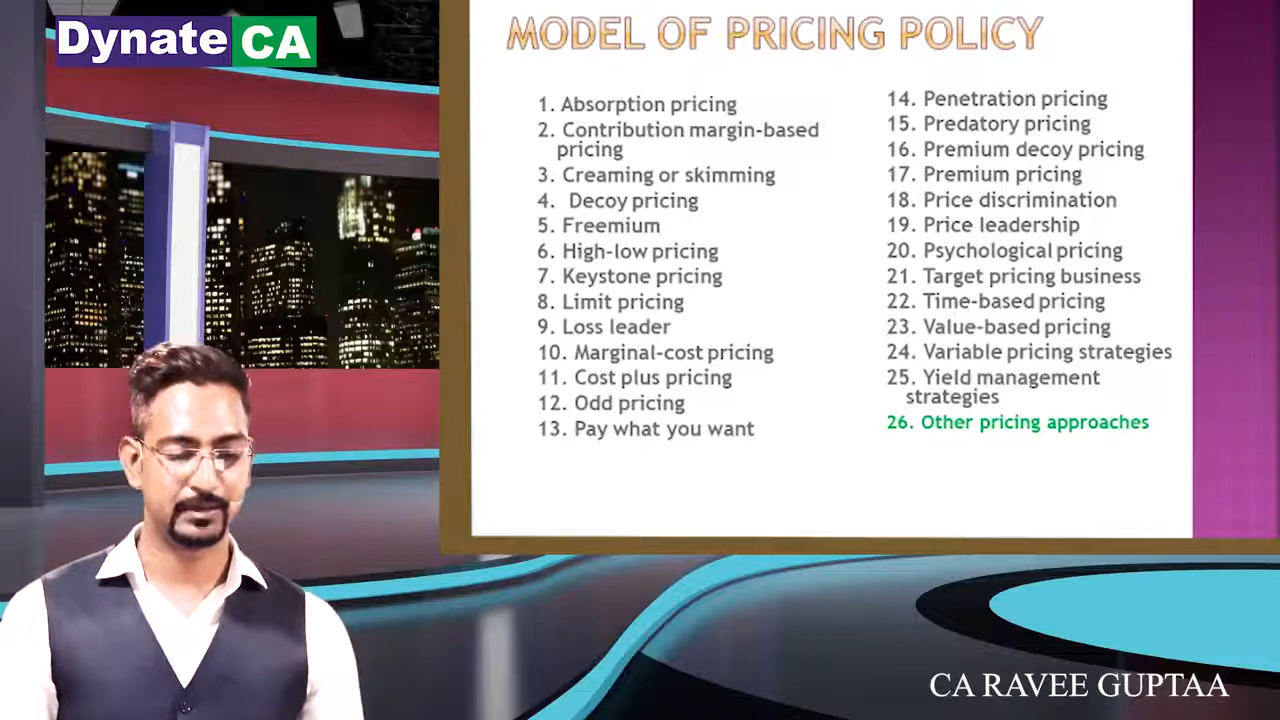 Dynate CA
MODEL OF PRICING POLICY
1. Absorption pricing
2. Contribution margin-based
pricing
3. Creaming or skimming
4. Decoy pricing
5. Freemium
6. High-low pricing
7. Keystone pricing
8. Limit pricing
9. Loss leader
10. Marginal-cost pricing
11. Cost plus pricing
12. Odd pricing
13. Pay what you want
14. Penetration pricing
15. Predatory pricing
16. Premium decoy pricing
17. Premium pricing
18. Price discrimination
19. Price leadership
20. Psychological pricing
21. Target pricing business
22. Time-based pricing
23. Value-based pricing
24. Variable pricing strategies
25. Yield management
strategies
26. Other pricing approaches
CA RAVEE GUPTAA